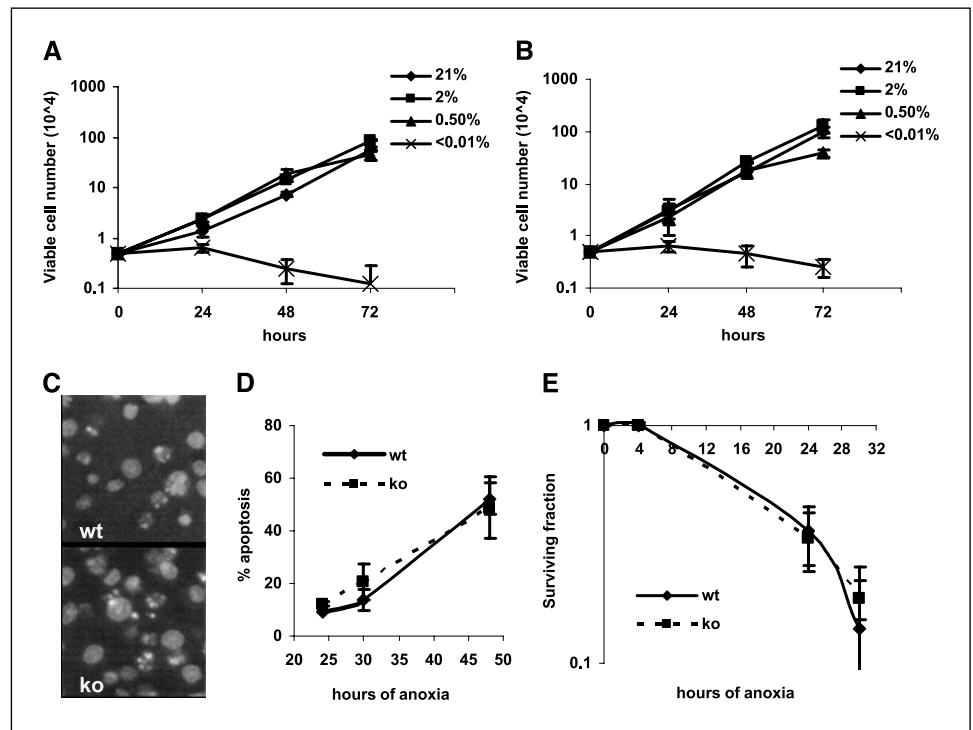 A
Viable cell number (10^4)
1000
100
10
1
0.1
0
24
48
72
hours
21%
2%
0.50%
<0.01%
B
Viable cell number (10^4)
1000
100
10
1
0.1
0
24
48
72
hours
21%
2%
0.50%
<0.01%
C
wt
ko
D
% apoptosis
80
60
40
20
0
20
25
30
35
40
45
50
hours of anoxia
wt
ko
E
Surviving fraction
1
0.1
0
4
8
12
16
20
24
28
32
wt
ko
hours of anoxia